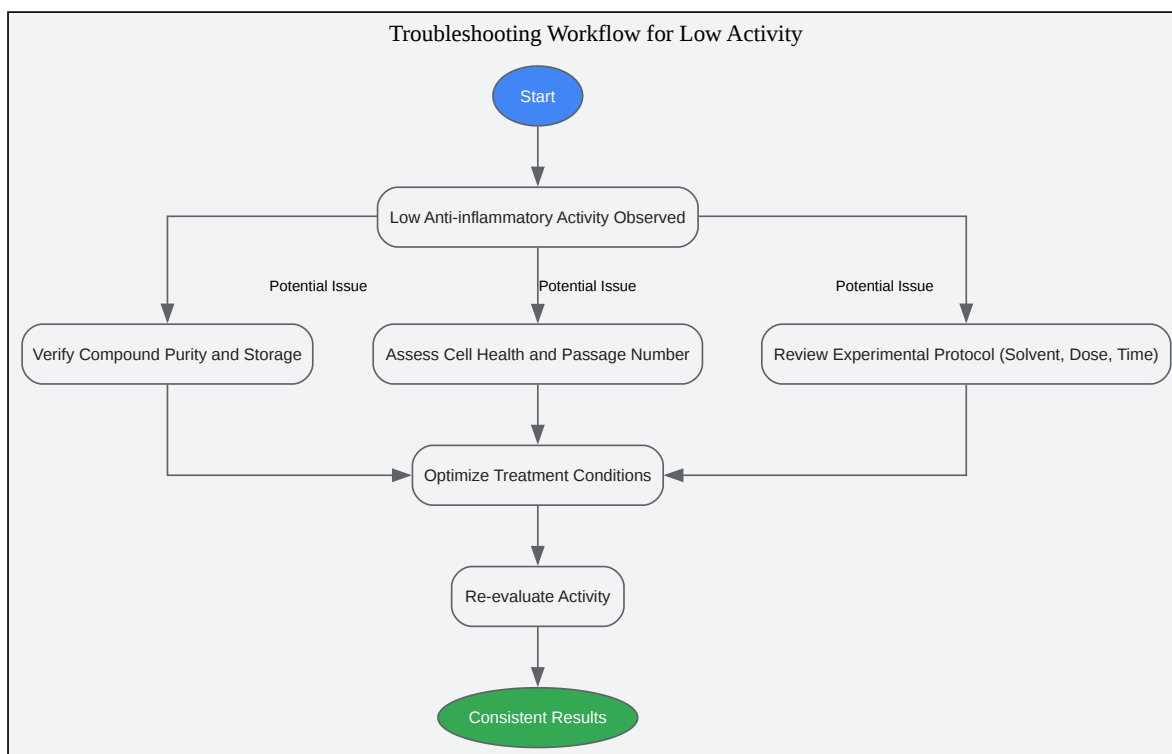 Troubleshooting Workflow for Low Activity
Start
Low Anti-inflammatory Activity Observed
Potential Issue
Potential Issue
Potential Issue
Verify Compound Purity and Storage
Assess Cell Health and Passage Number
Review Experimental Protocol (Solvent, Dose, Time)
Optimize Treatment Conditions
Re-evaluate Activity
Consistent Results